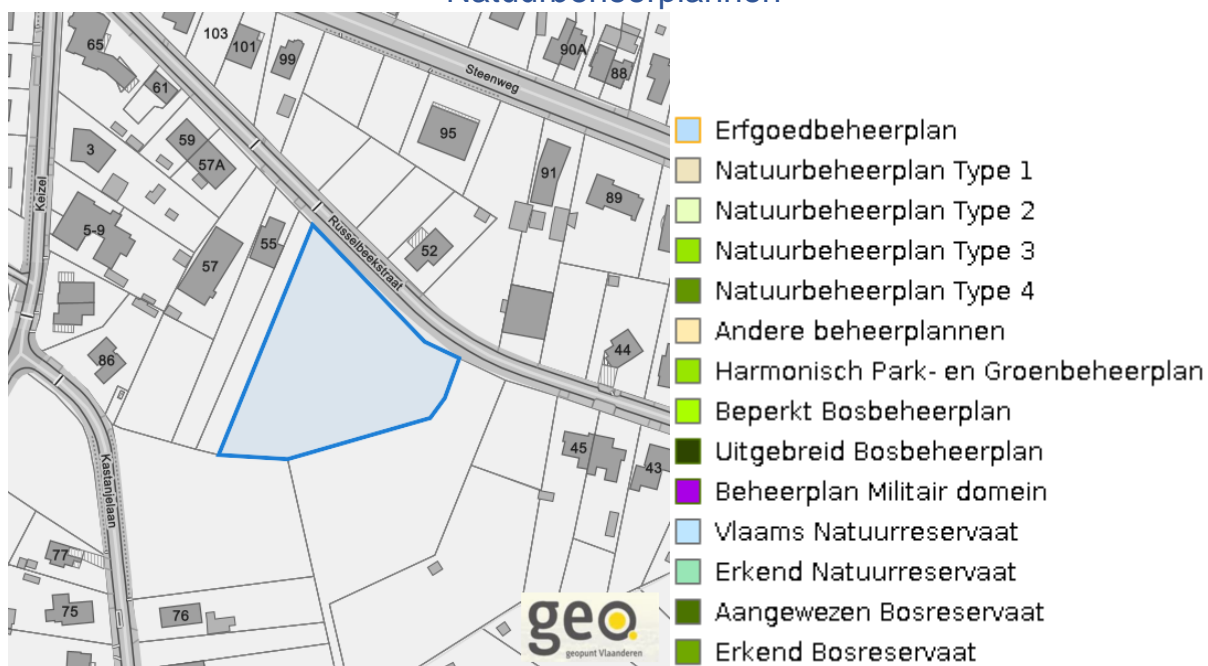 Natuurbeheerplannen
65
103
101
99
90A
88
61
Steenweg
59
57A
95
3
91
89
Keizel
5-9
55
57
Russelbeekstraat
52
86
44
45
43
Kastanjelaan
77
75
76
geo.
geopunt Vlaanderen
Erfgoedbeheerplan
Natuurbeheerplan Type 1
Natuurbeheerplan Type 2
Natuurbeheerplan Type 3
Natuurbeheerplan Type 4
Andere beheerplannen
Harmonisch Park- en Groenbeheerplan
Beperkt Bosbeheerplan
Uitgebreid Bosbeheerplan
Beheerplan Militair domein
Vlaams Natuurreservaat
Erkend Natuurreservaat
Aangewezen Bosreservaat
Erkend Bosreservaat